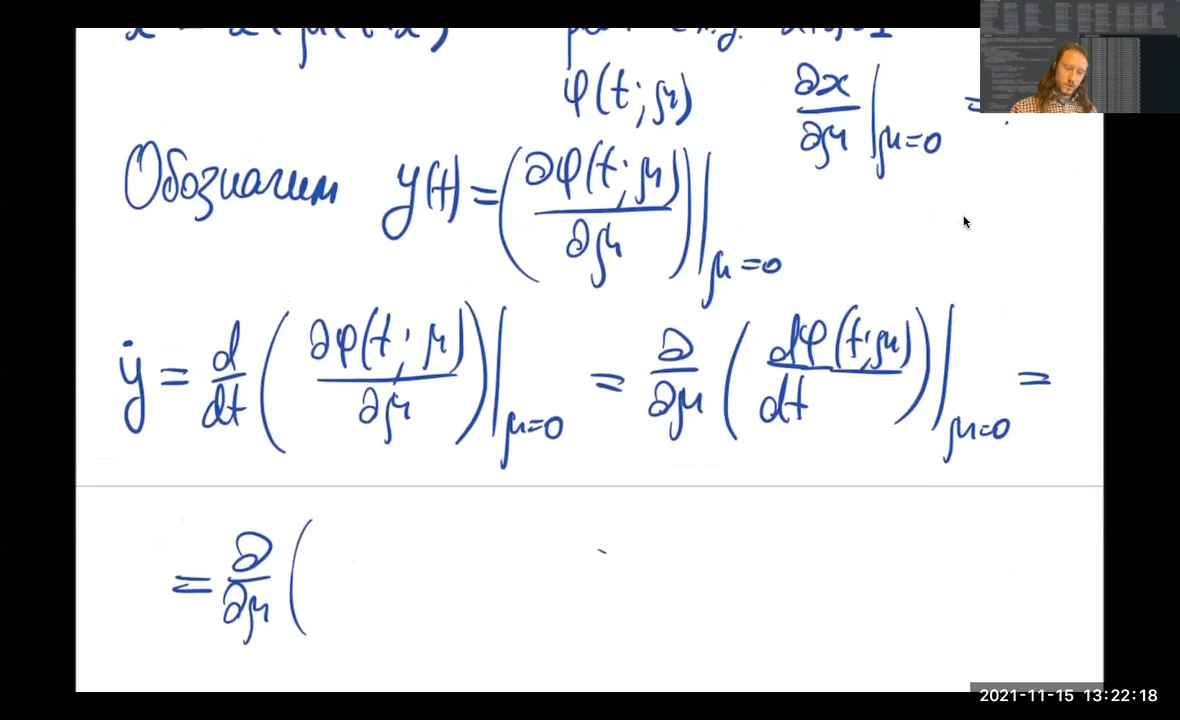 φ(t; μ) ∂x/∂μ |μ=0 =
Обозначим y(t) = (∂φ(t; μ)/∂μ)|μ=0
ẏ = d/dt (∂φ(t; μ)/∂μ)|μ=0 = ∂/∂μ (dφ(t; μ)/dt)|μ=0 =
= ∂/∂μ (
2021-11-15 13:22:18